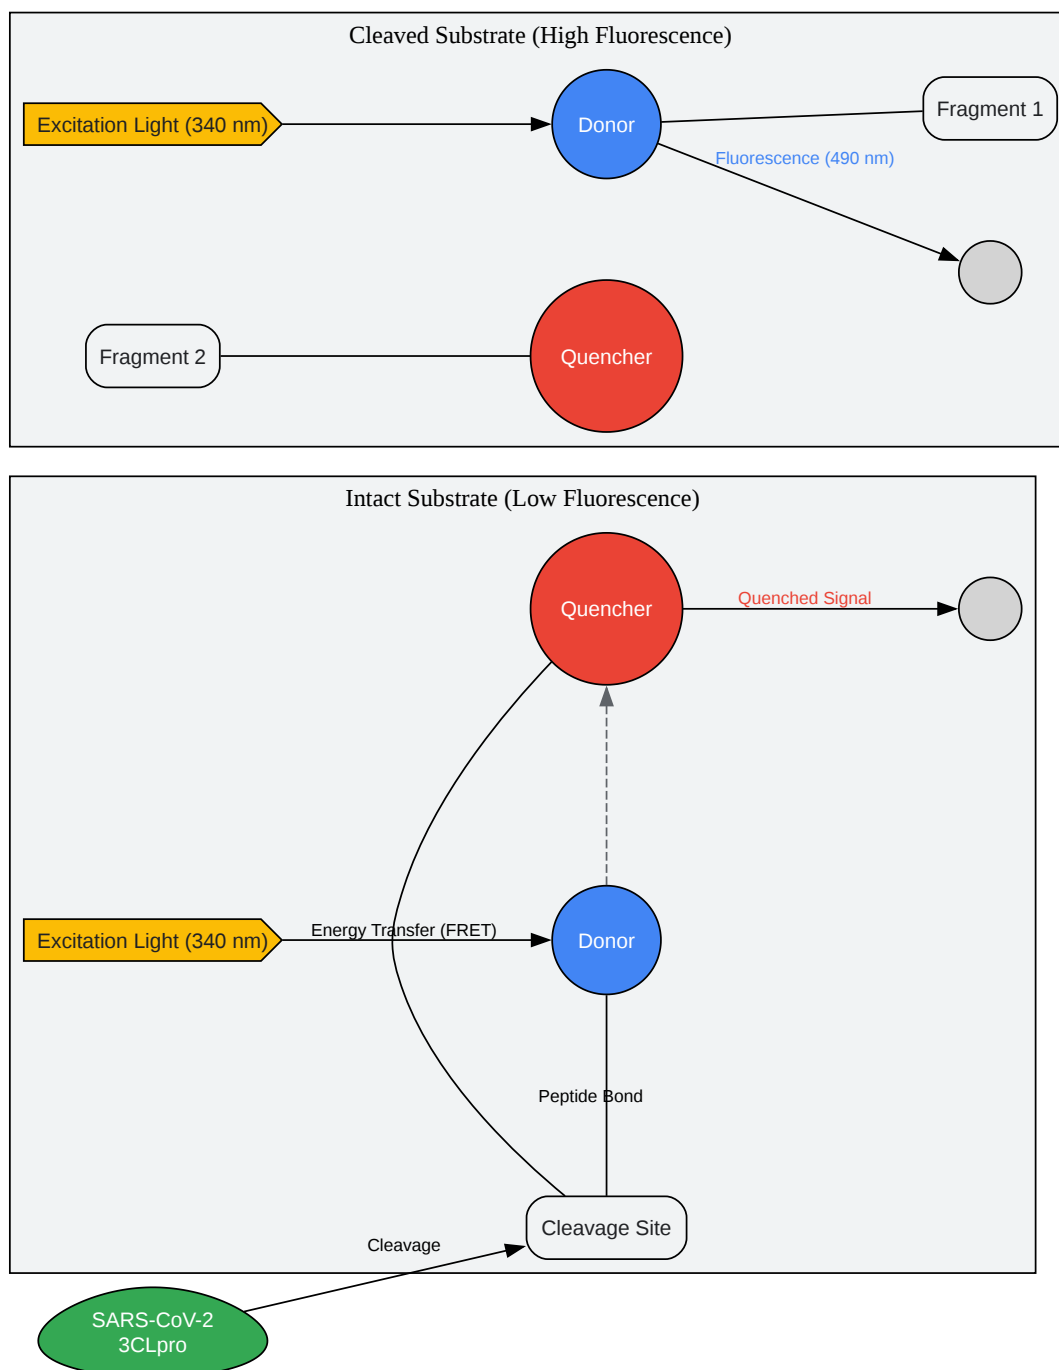 Cleaved Substrate (High Fluorescence)
Excitation Light (340 nm)
Donor
Fragment 1
Fluorescence (490 nm)
Fragment 2
Quencher
Intact Substrate (Low Fluorescence)
Quencher
Quenched Signal
Excitation Light (340 nm)
Energy Transfer (FRET)
Donor
Peptide Bond
Cleavage Site
Cleavage
SARS-CoV-2
3CLpro